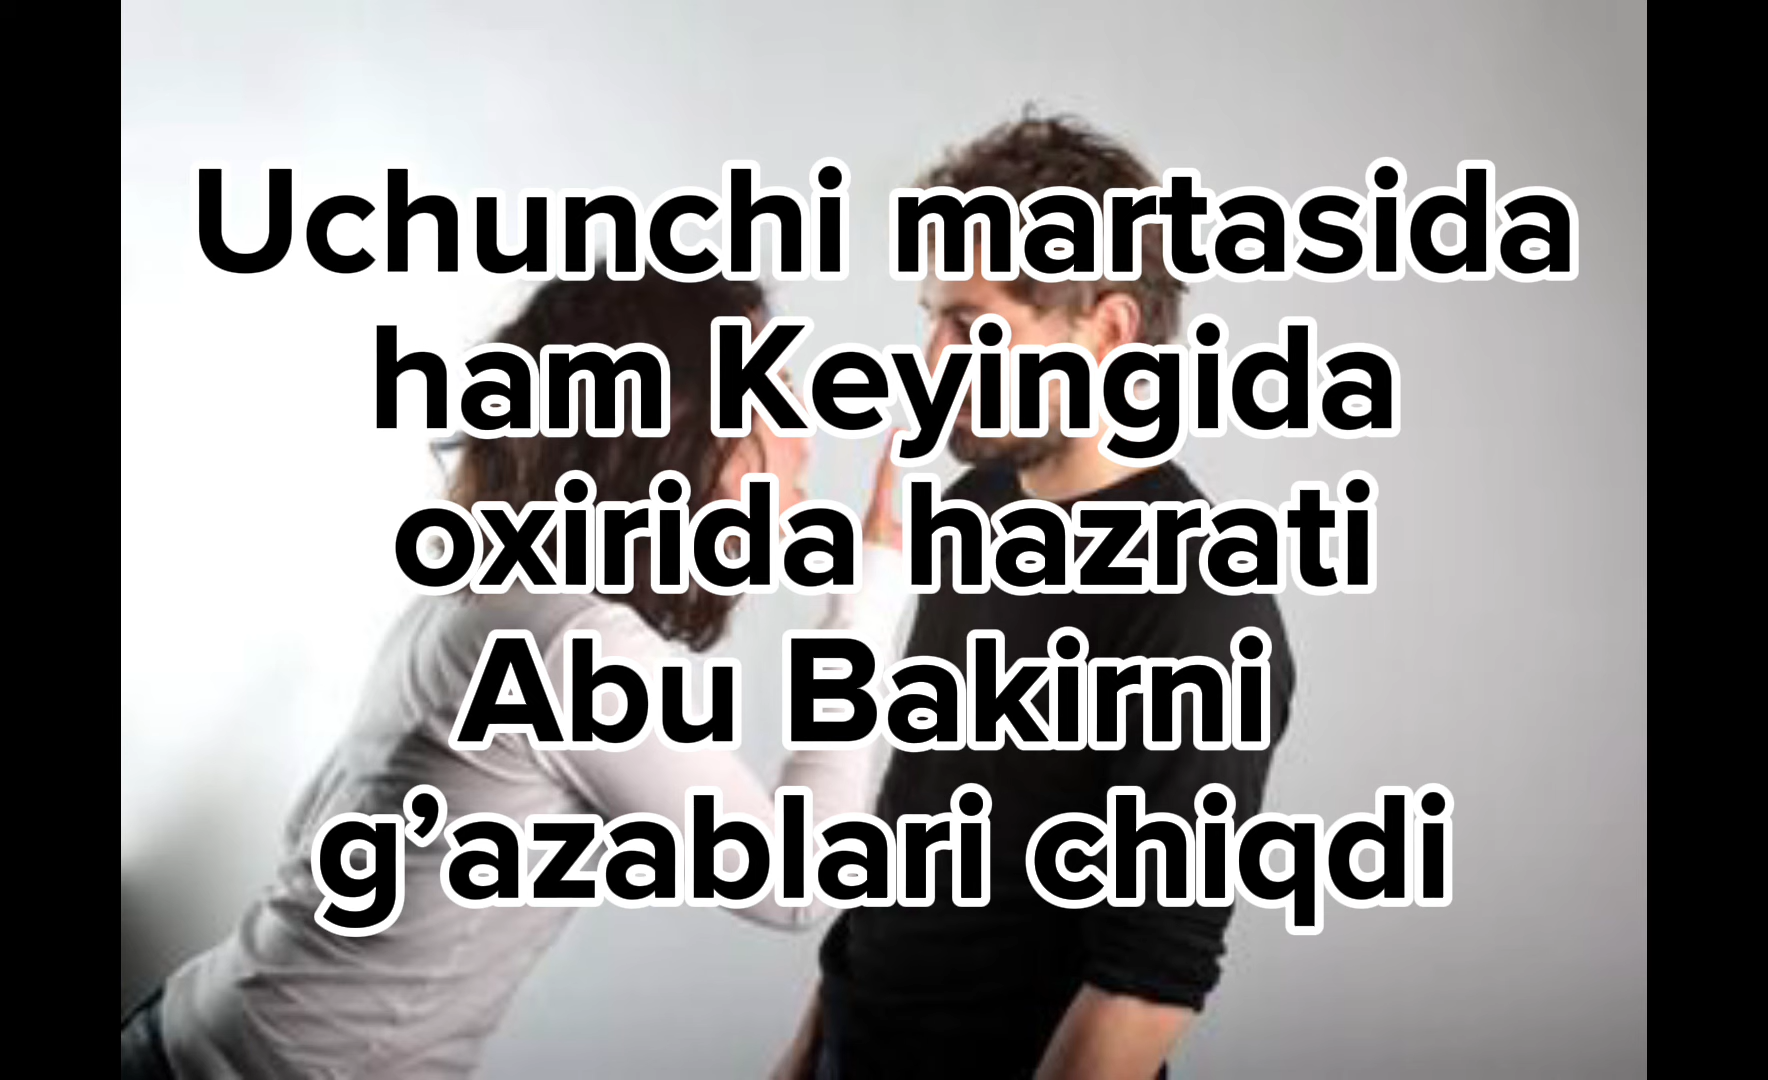 Uchunchi martasida
ham Keyingida
oxirida hazrati
Abu Bakirni
g’azablari chiqdi